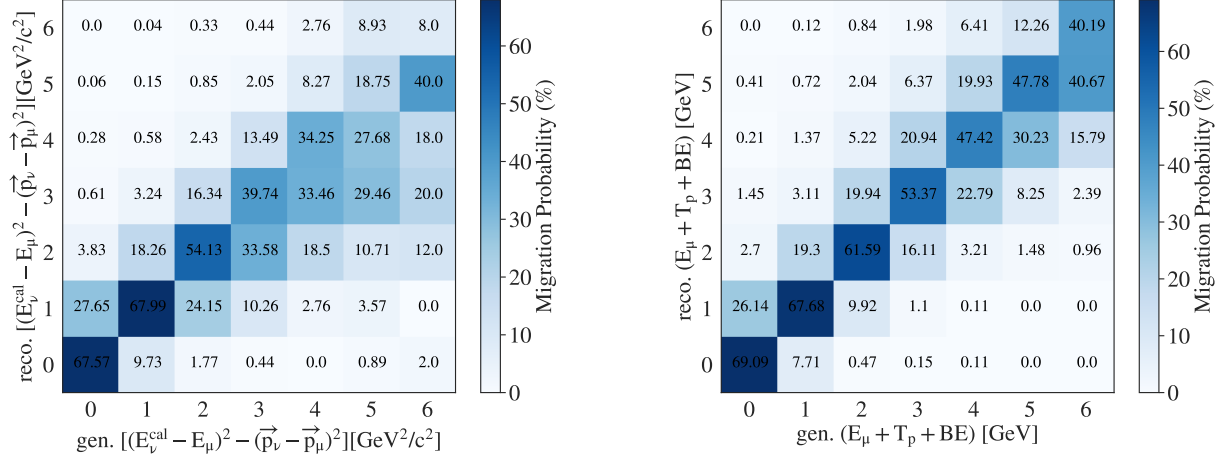 6 0.0 0.04 0.33 0.44 2.76 8.93 8.0
5 0.06 0.15 0.85 2.05 8.27 18.75 40.0
4 0.28 0.58 2.43 13.49 34.25 27.68 18.0
3 0.61 3.24 16.34 39.74 33.46 29.46 20.0
2 3.83 18.26 54.13 33.58 18.5 10.71 12.0
1 27.65 67.99 24.15 10.26 2.76 3.57 0.0
0 67.57 9.73 1.77 0.44 0.0 0.89 2.0
0 1 2 3 4 5 6
gen. [(E_ν^cal − E_μ)² − (p⃗_ν − p⃗_μ)²][GeV²/c²]
reco. [(E_ν^cal − E_μ)² − (p⃗_ν − p⃗_μ)²][GeV²/c²]
60
50
40
30
20
10
0
Migration Probability (%)
6 0.0 0.12 0.84 1.98 6.41 12.26 40.19
5 0.41 0.72 2.04 6.37 19.93 47.78 40.67
4 0.21 1.37 5.22 20.94 47.42 30.23 15.79
3 1.45 3.11 19.94 53.37 22.79 8.25 2.39
2 2.7 19.3 61.59 16.11 3.21 1.48 0.96
1 26.14 67.68 9.92 1.1 0.11 0.0 0.0
0 69.09 7.71 0.47 0.15 0.11 0.0 0.0
0 1 2 3 4 5 6
gen. (E_μ + T_p + BE) [GeV]
reco. (E_μ + T_p + BE) [GeV]
60
50
40
30
20
10
0
Migration Probability (%)